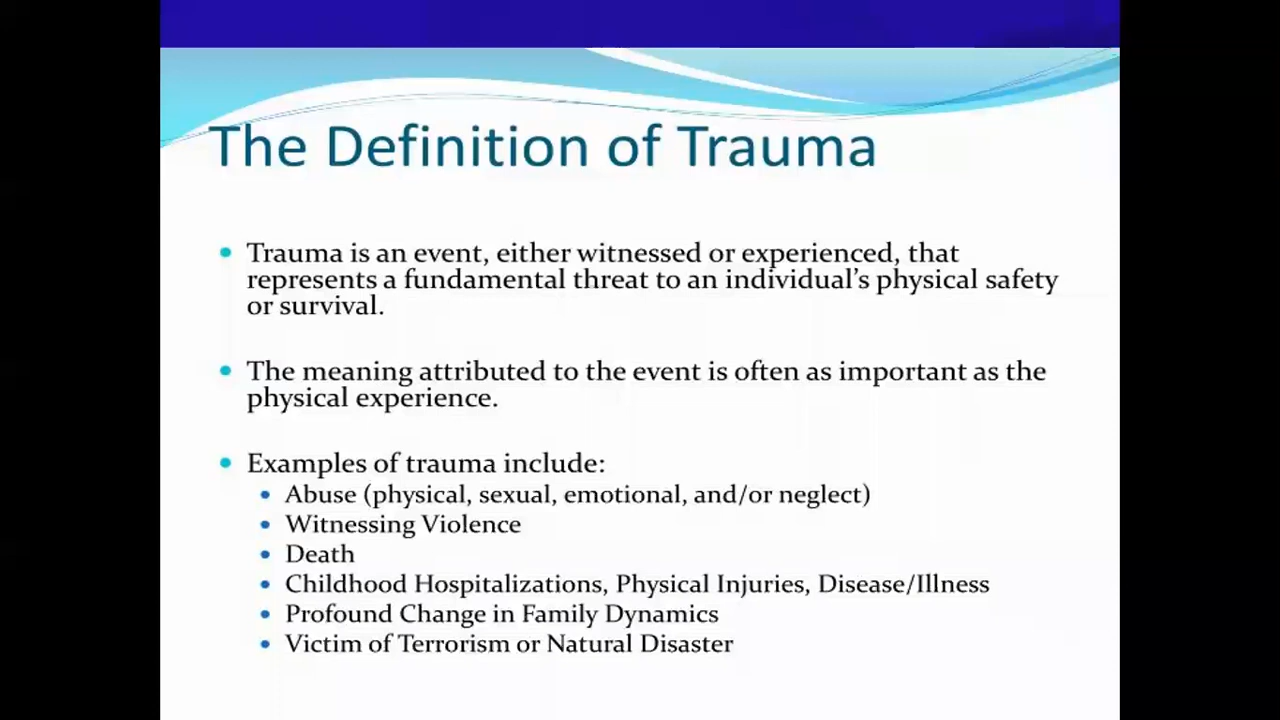 The Definition of Trauma
• Trauma is an event, either witnessed or experienced, that
represents a fundamental threat to an individual's physical safety
or survival.
• The meaning attributed to the event is often as important as the
physical experience.
• Examples of trauma include:
• Abuse (physical, sexual, emotional, and/or neglect)
• Witnessing Violence
• Death
• Childhood Hospitalizations, Physical Injuries, Disease/Illness
• Profound Change in Family Dynamics
• Victim of Terrorism or Natural Disaster